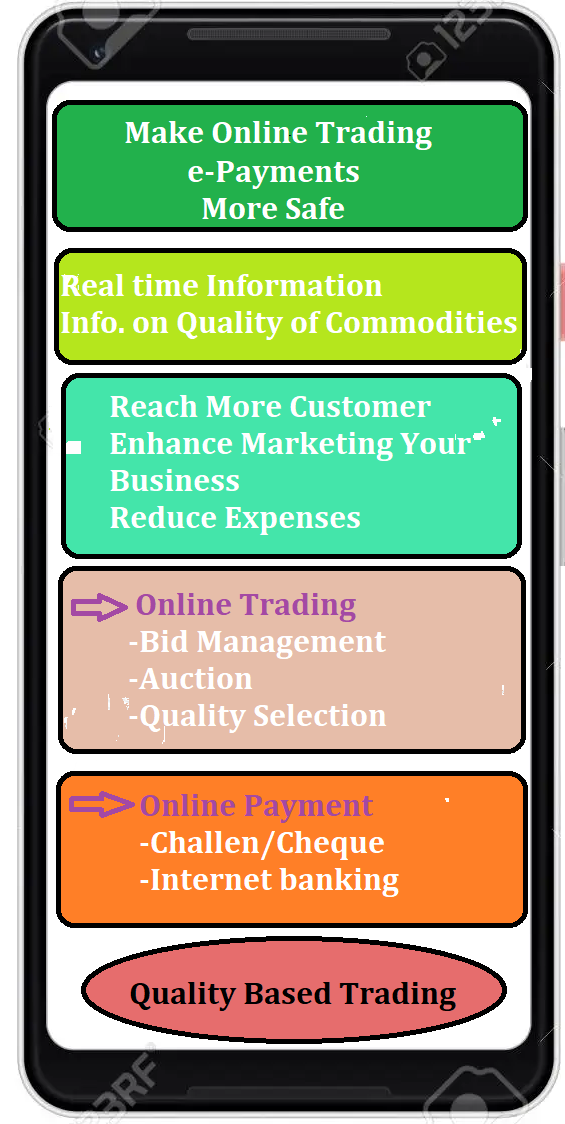 123RF
Make Online Trading
e-Payments
More Safe
Real time Information
Info. on Quality of Commodities
Reach More Customer
Enhance Marketing Your
Business
Reduce Expenses
Online Trading
-Bid Management
-Auction
-Quality Selection
Online Payment
-Challen/Cheque
-Internet banking
Quality Based Trading
123RF